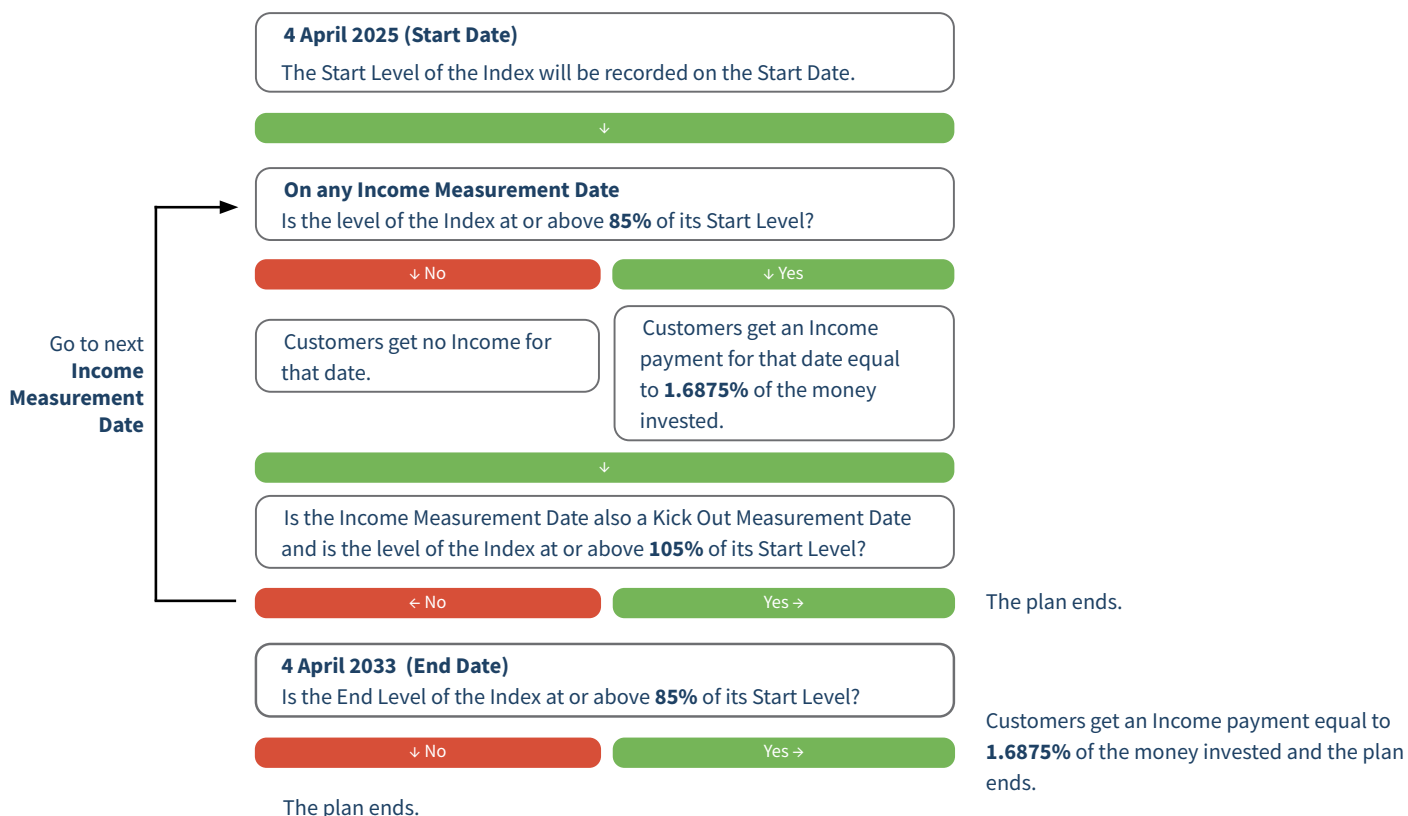 4 April 2025 (Start Date)
The Start Level of the Index will be recorded on the Start Date.
↓
On any Income Measurement Date
Is the level of the Index at or above 85% of its Start Level?
↓ No
↓ Yes
Customers get no Income for
that date.
Customers get an Income
payment for that date equal
to 1.6875% of the money
invested.
Go to next
Income
Measurement
Date
↓
Is the Income Measurement Date also a Kick Out Measurement Date
and is the level of the Index at or above 105% of its Start Level?
← No
Yes →
The plan ends.
4 April 2033 (End Date)
Is the End Level of the Index at or above 85% of its Start Level?
↓ No
Yes →
Customers get an Income payment equal to
1.6875% of the money invested and the plan
ends.
The plan ends.